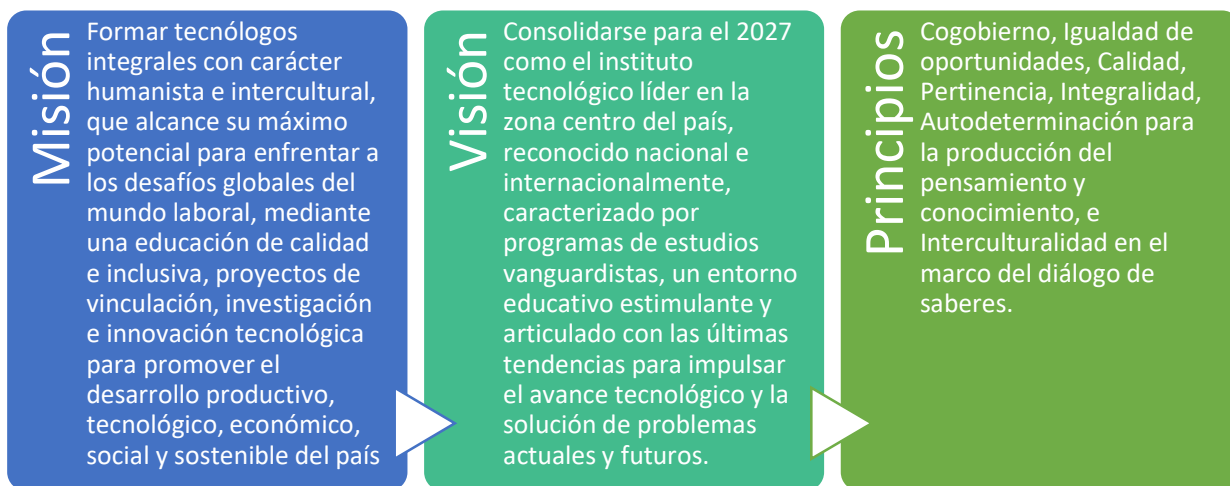 Misión
Formar tecnólogos
integrales con carácter
humanista e intercultural,
que alcance su máximo
potencial para enfrentar a
los desafíos globales del
mundo laboral, mediante
una educación de calidad
e inclusiva, proyectos de
vinculación, investigación
e innovación tecnológica
para promover el
desarrollo productivo,
tecnológico, económico,
social y sostenible del país
Visión
Consolidarse para el 2027
como el instituto
tecnológico líder en la
zona centro del país,
reconocido nacional e
internacionalmente,
caracterizado por
programas de estudios
vanguardistas, un entorno
educativo estimulante y
articulado con las últimas
tendencias para impulsar
el avance tecnológico y la
solución de problemas
actuales y futuros.
Principios
Cogobierno, Igualdad de
oportunidades, Calidad,
Pertinencia, Integralidad,
Autodeterminación para
la producción del
pensamiento y
conocimiento, e
Interculturalidad en el
marco del diálogo de
saberes.